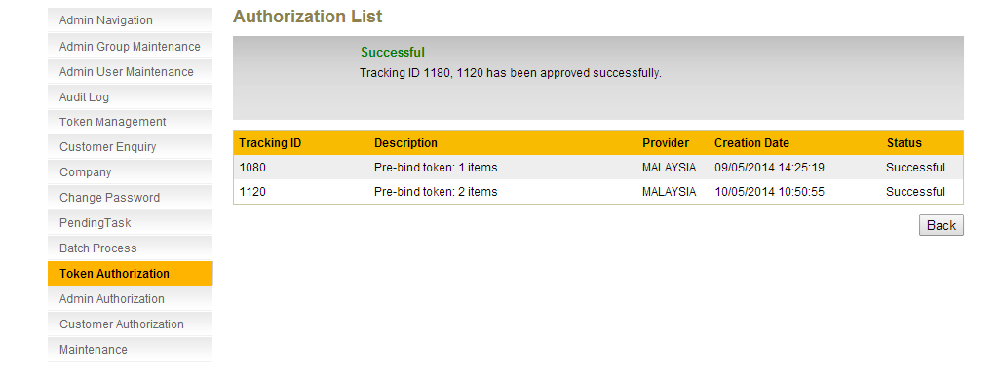 Admin Navigation
Admin Group Maintenance
Admin User Maintenance
Audit Log
Token Management
Customer Enquiry
Company
Change Password
PendingTask
Batch Process
Token Authorization
Admin Authorization
Customer Authorization
Maintenance
Authorization List
Successful
Tracking ID 1180, 1120 has been approved successfully.
Tracking ID Description Provider Creation Date Status
1080 Pre-bind token: 1 items MALAYSIA 09/05/2014 14:25:19 Successful
1120 Pre-bind token: 2 items MALAYSIA 10/05/2014 10:50:55 Successful
Back